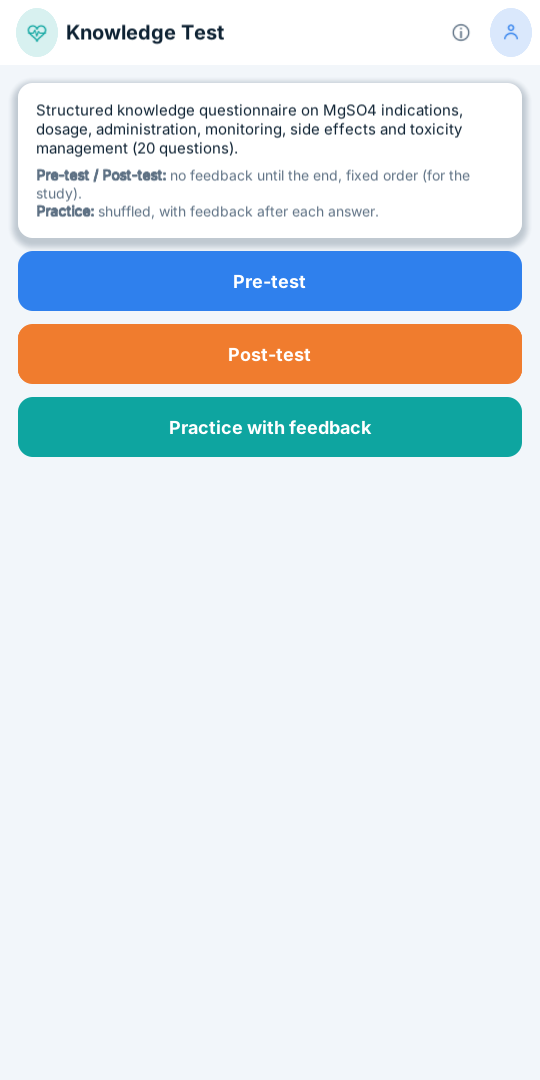 Knowledge Test
Structured knowledge questionnaire on MgSO4 indications,
dosage, administration, monitoring, side effects and toxicity
management (20 questions).
Pre-test / Post-test: no feedback until the end, fixed order (for the
study).
Practice: shuffled, with feedback after each answer.
Pre-test
Post-test
Practice with feedback